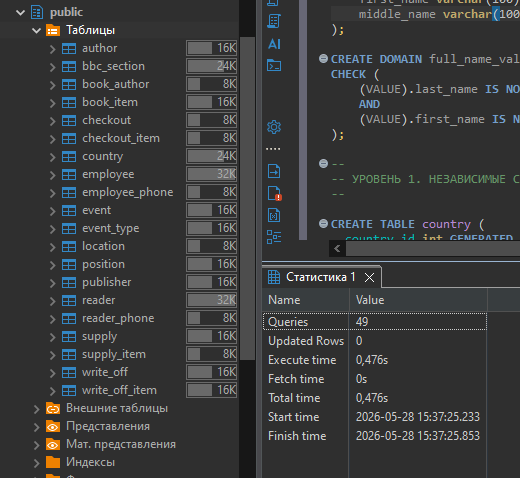 public
Таблицы
author 16K
bbc_section 24K
book_author 8K
book_item 16K
checkout 8K
checkout_item 8K
country 24K
employee 32K
employee_phone 8K
event 16K
event_type 16K
location 8K
position 16K
publisher 16K
reader 32K
reader_phone 8K
supply 16K
supply_item 8K
write_off 16K
write_off_item 8K
Внешние таблицы
Представления
Мат. представления
Индексы
AI
middle_name varchar(100
);
CREATE DOMAIN full_name_val
CHECK (
(VALUE).last_name IS NO
AND
(VALUE).first_name IS N
);
--
-- УРОВЕНЬ 1. НЕЗАВИСИМЫЕ С
--
CREATE TABLE country (
country_id int GENERATED
Статистика 1
Name Value
Queries 49
Updated Rows 0
Execute time 0,476s
Fetch time 0s
Total time 0,476s
Start time 2026-05-28 15:37:25.233
Finish time 2026-05-28 15:37:25.853